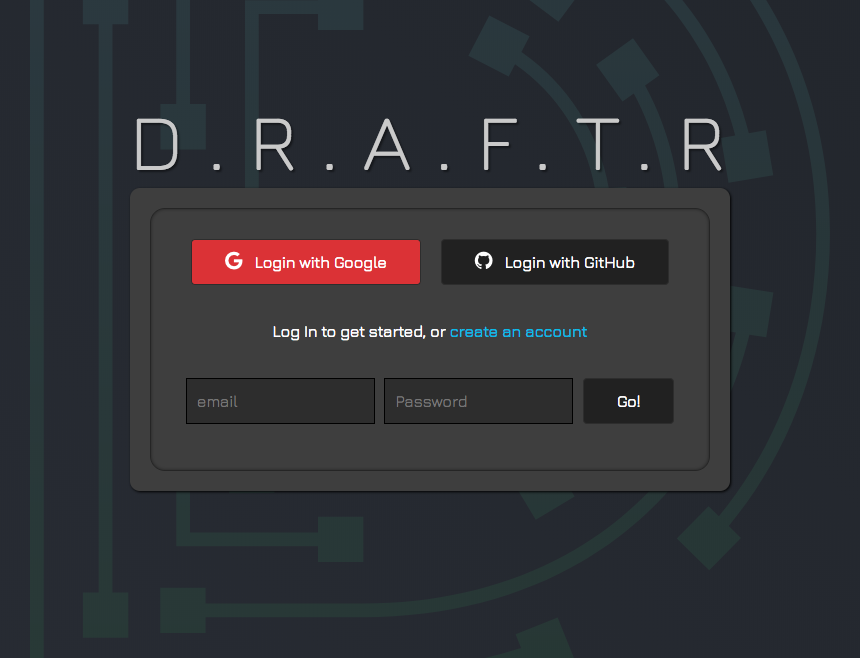 D.R.A.F.T.R
Login with Google
Login with GitHub
Log In to get started, or create an account
email
Password
Go!